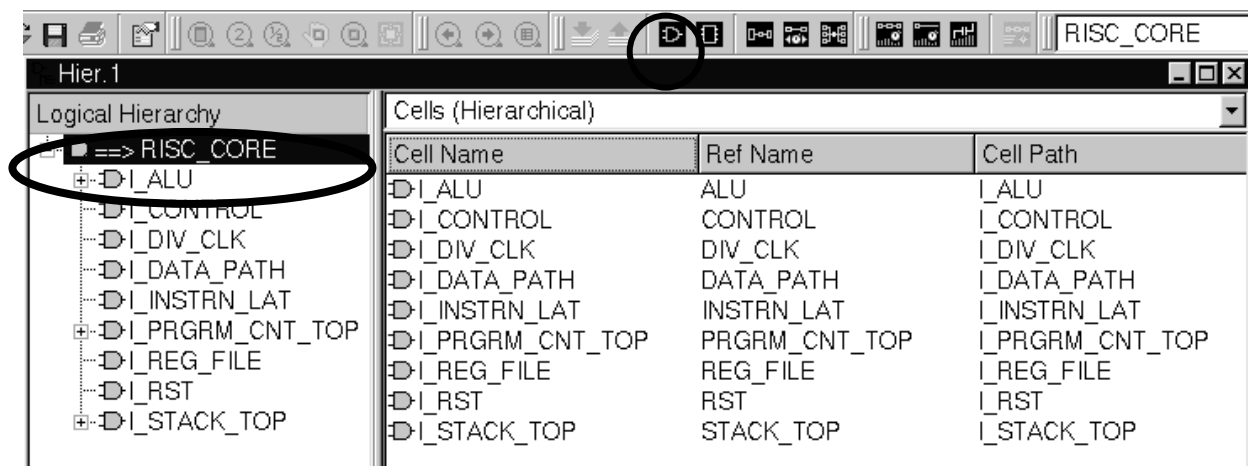 RISC_CORE
Hier.1
Logical Hierarchy
==> RISC_CORE
I_ALU
I_CONTROL
I_DIV_CLK
I_DATA_PATH
I_INSTRN_LAT
I_PRGRM_CNT_TOP
I_REG_FILE
I_RST
I_STACK_TOP
Cells (Hierarchical)
Cell Name Ref Name Cell Path
I_ALU ALU I_ALU
I_CONTROL CONTROL I_CONTROL
I_DIV_CLK DIV_CLK I_DIV_CLK
I_DATA_PATH DATA_PATH I_DATA_PATH
I_INSTRN_LAT INSTRN_LAT I_INSTRN_LAT
I_PRGRM_CNT_TOP PRGRM_CNT_TOP I_PRGRM_CNT_TOP
I_REG_FILE REG_FILE I_REG_FILE
I_RST RST I_RST
I_STACK_TOP STACK_TOP I_STACK_TOP